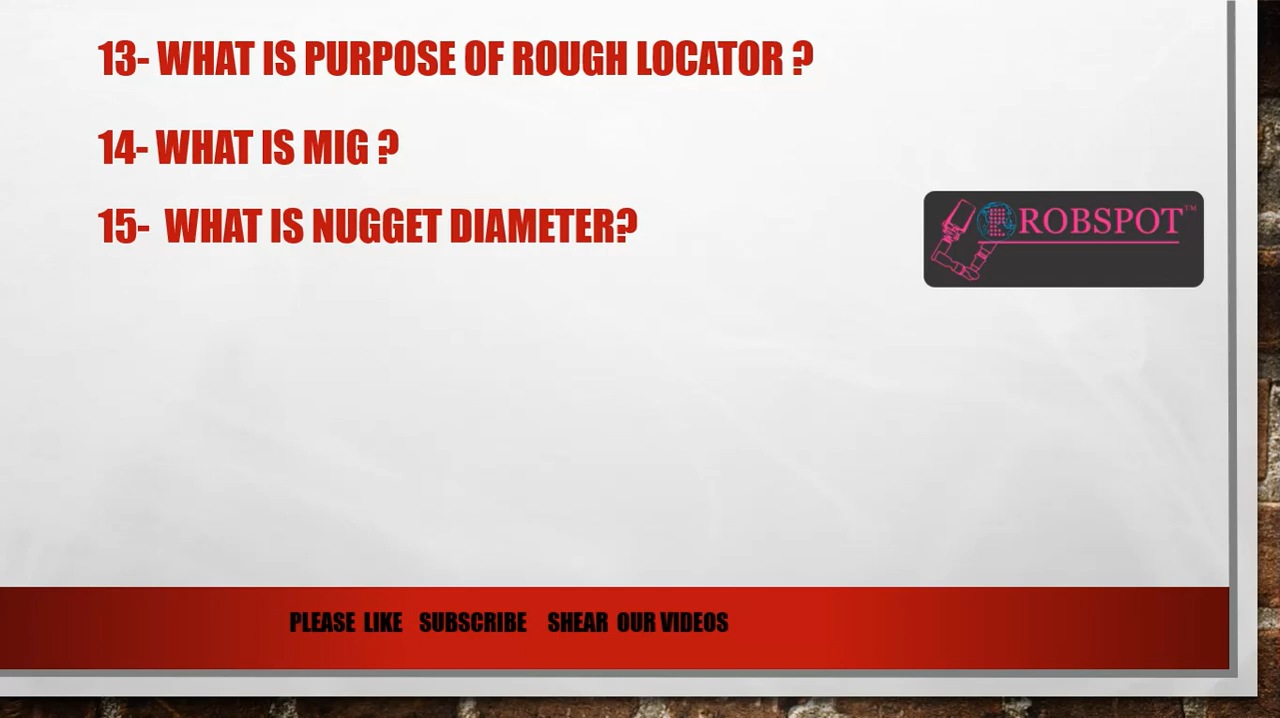 13- WHAT IS PURPOSE OF ROUGH LOCATOR ?
14- WHAT IS MIG ?
15- WHAT IS NUGGET DIAMETER?
ROBSPOT™
PLEASE LIKE SUBSCRIBE SHEAR OUR VIDEOS